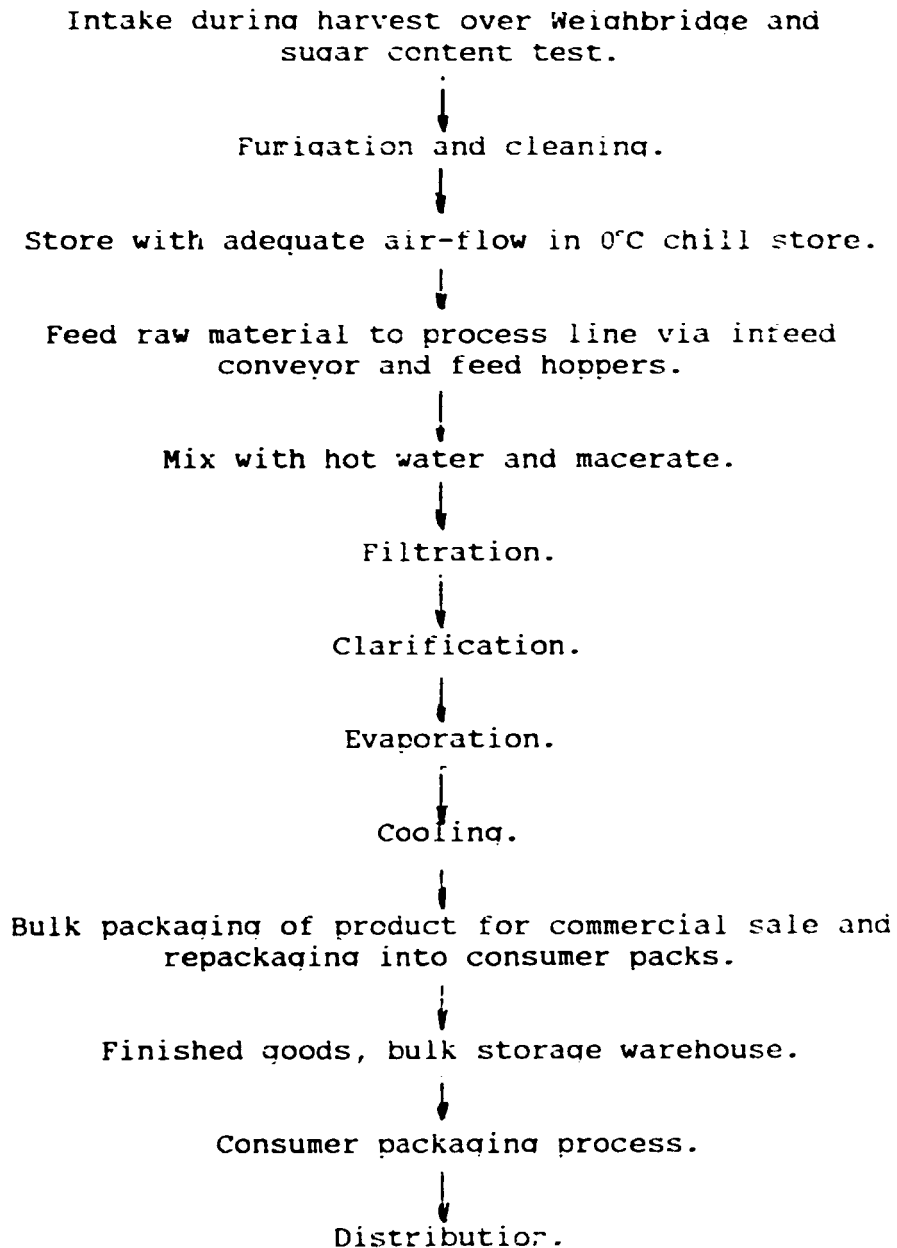 Intake during harvest over Weighbridge and
sugar content test.
Fumigation and cleaning.
Store with adequate air-flow in 0°C chill store.
Feed raw material to process line via infeed
conveyor and feed hoppers.
Mix with hot water and macerate.
Filtration.
Clarification.
Evaporation.
Cooling.
Bulk packaging of product for commercial sale and
repackaging into consumer packs.
Finished goods, bulk storage warehouse.
Consumer packaging process.
Distribution.